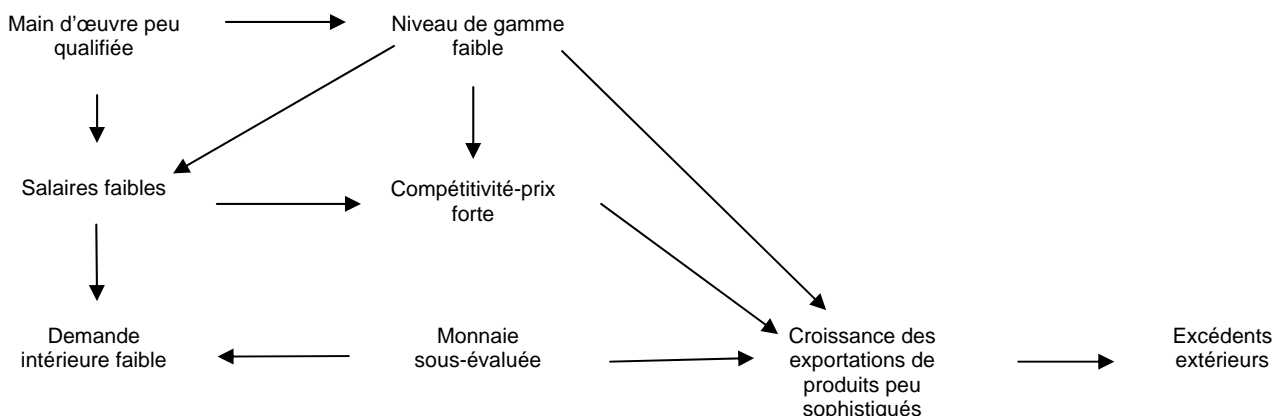 Main d'œuvre peu
qualifiée
Niveau de gamme
faible
Salaires faibles
Compétitivité-prix
forte
Demande
intérieure faible
Monnaie
sous-évaluée
Croissance des
exportations de
produits peu
sophistiqués
Excédents
extérieurs